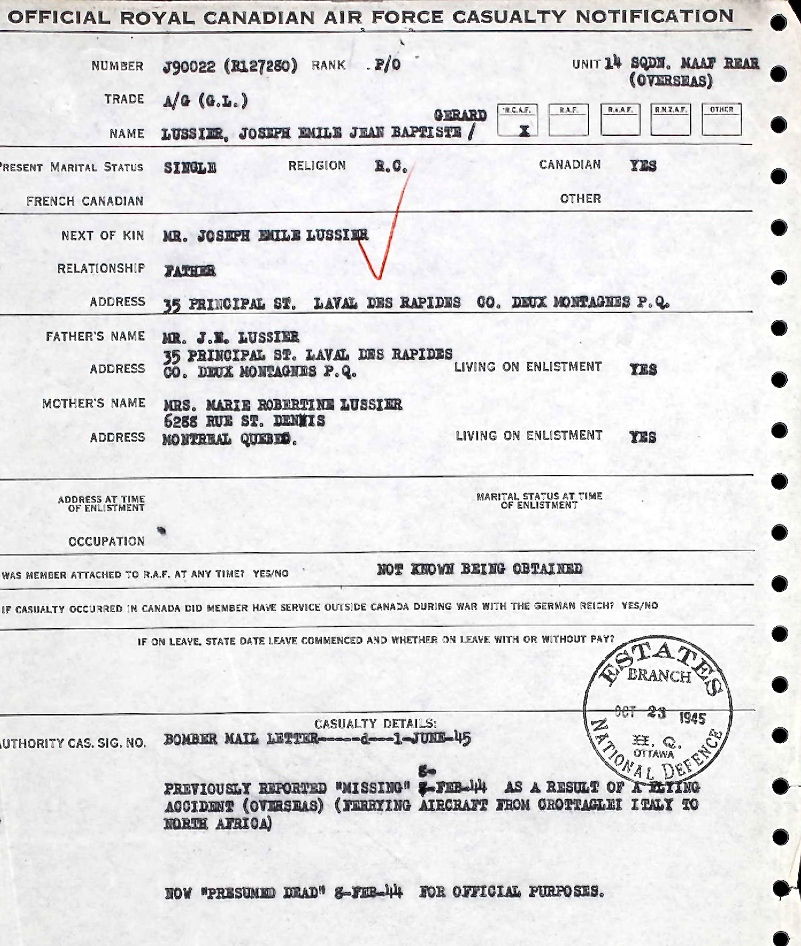 OFFICIAL ROYAL CANADIAN AIR FORCE CASUALTY NOTIFICATION
NUMBER J90022 (R127280) RANK P/O UNIT 14 SQDN. MAAF REAR
(OVERSEAS)
TRADE A/G (G.L.)
GERARD R.C.A.F. R.A.F. R.A.A.F. R.N.Z.A.F. OTHER
NAME LUSSIER, JOSEPH EMILE JEAN BAPTISTE / X
PRESENT MARITAL STATUS SINGLE RELIGION R.C. CANADIAN YES
FRENCH CANADIAN OTHER
NEXT OF KIN MR. JOSEPH EMILE LUSSIER
RELATIONSHIP FATHER
ADDRESS 35 PRINCIPAL ST. LAVAL DES RAPIDES CO. DEUX MONTAGNES P.Q.
FATHER'S NAME MR. J.E. LUSSIER
35 PRINCIPAL ST. LAVAL DES RAPIDES
ADDRESS CO. DEUX MONTAGNES P.Q. LIVING ON ENLISTMENT YES
MOTHER'S NAME MRS. MARIE ROBERTINE LUSSIER
6288 RUE ST. DENNIS
ADDRESS MONTREAL QUEBEC. LIVING ON ENLISTMENT YES
ADDRESS AT TIME OF ENLISTMENT MARITAL STATUS AT TIME OF ENLISTMENT
OCCUPATION
WAS MEMBER ATTACHED TO R.A.F. AT ANY TIME? YES/NO NOT KNOWN BEING OBTAINED
IF CASUALTY OCCURRED IN CANADA DID MEMBER HAVE SERVICE OUTSIDE CANADA DURING WAR WITH THE GERMAN REICH? YES/NO
IF ON LEAVE, STATE DATE LEAVE COMMENCED AND WHETHER ON LEAVE WITH OR WITHOUT PAY?
ESTATES
BRANCH
OCT 23 1945
H. Q.
OTTAWA
NATIONAL DEFENCE
CASUALTY DETAILS:
AUTHORITY CAS. SIG. NO. BOMBER MAIL LETTER-----d---1-JUNE-45
8-
PREVIOUSLY REPORTED "MISSING" -FEB-44 AS A RESULT OF A FLYING
ACCIDENT (OVERSEAS) (FERRYING AIRCRAFT FROM GROTTAGLEI ITALY TO
NORTH AFRICA)
NOW "PRESUMED DEAD" 8-FEB-44 FOR OFFICIAL PURPOSES.